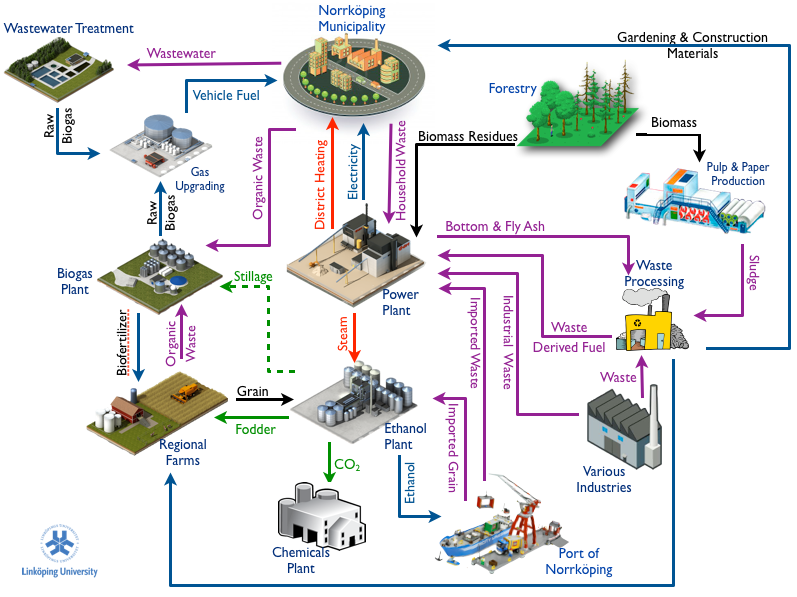 Norrköping
Municipality
Wastewater Treatment
Wastewater
Gardening & Construction
Materials
Vehicle Fuel
Forestry
Raw
Biogas
Gas
Upgrading
Organic Waste
District Heating
Electricity
Household Waste
Biomass Residues
Biomass
Pulp & Paper
Production
Raw
Biogas
Bottom & Fly Ash
Biogas
Plant
Stillage
Power
Plant
Waste
Processing
Sludge
Biofertilizer
Organic
Waste
Steam
Imported Waste
Industrial Waste
Waste
Derived Fuel
Waste
Grain
Fodder
Regional
Farms
Ethanol
Plant
Imported Grain
CO₂
Ethanol
Various
Industries
Chemicals
Plant
Port of
Norrköping
Linköping University